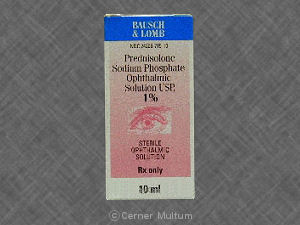 BAUSCH
& LOMB
Prednisolone
Sodium Phosphate
Ophthalmic
Solution USP,
1%
STERILE
OPHTHALMIC
SOLUTION
Rx only
10 ml
© Cerner Multum